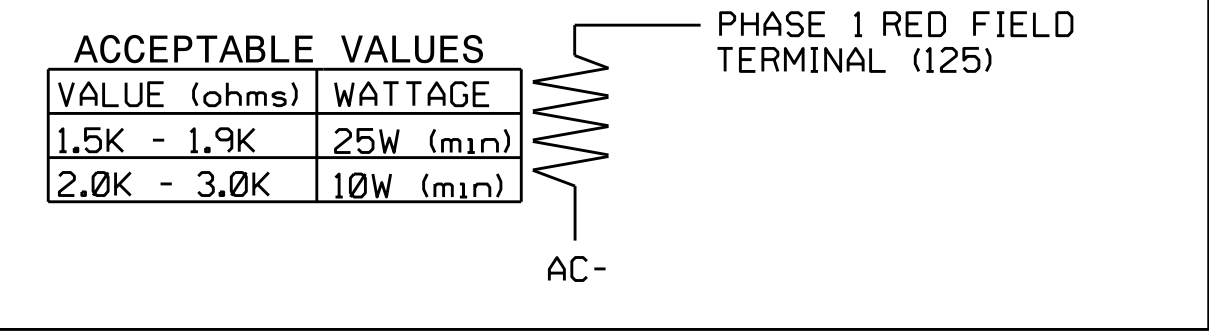 PHASE 1 RED FIELD
TERMINAL (125)
ACCEPTABLE VALUES
VALUE (ohms) WATTAGE
1.5K - 1.9K 25W (min)
2.0K - 3.0K 10W (min)
AC-